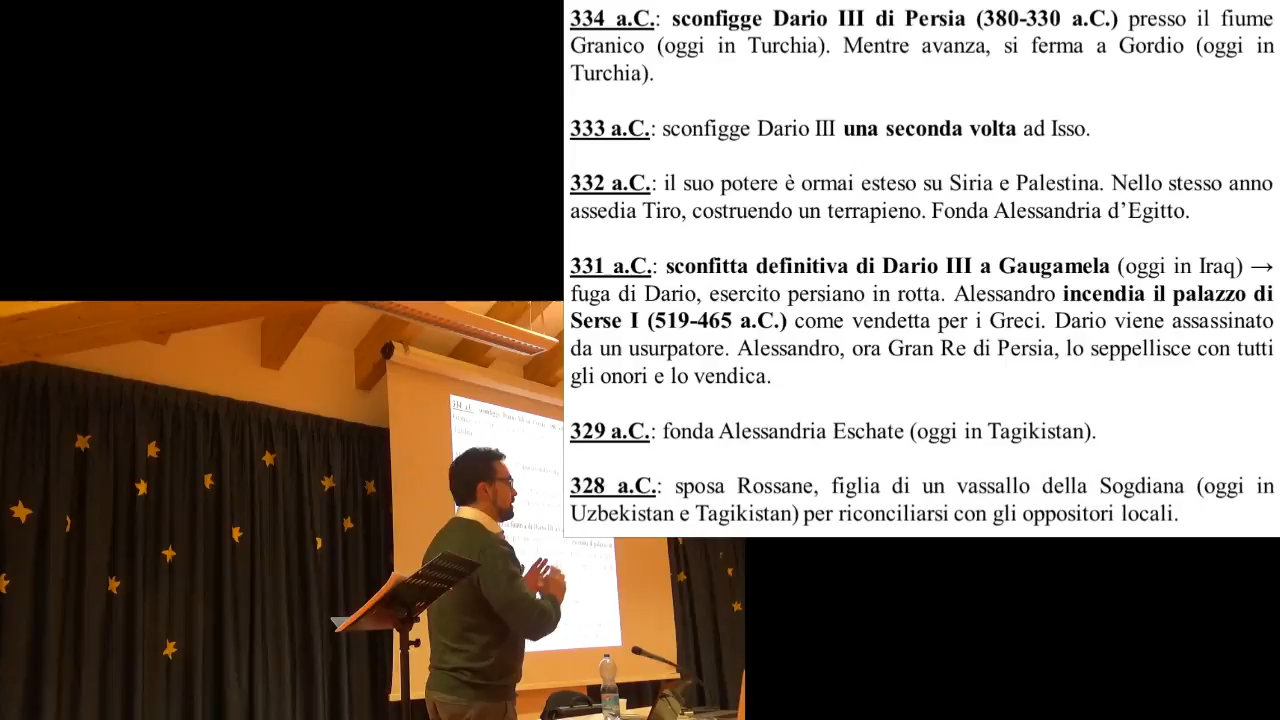 334 a.C.: sconfigge Dario III di Persia (380-330 a.C.) presso il fiume
Granico (oggi in Turchia). Mentre avanza, si ferma a Gordio (oggi in
Turchia).
333 a.C.: sconfigge Dario III una seconda volta ad Isso.
332 a.C.: il suo potere è ormai esteso su Siria e Palestina. Nello stesso anno
assedia Tiro, costruendo un terrapieno. Fonda Alessandria d’Egitto.
331 a.C.: sconfitta definitiva di Dario III a Gaugamela (oggi in Iraq) →
fuga di Dario, esercito persiano in rotta. Alessandro incendia il palazzo di
Serse I (519-465 a.C.) come vendetta per i Greci. Dario viene assassinato
da un usurpatore. Alessandro, ora Gran Re di Persia, lo seppellisce con tutti
gli onori e lo vendica.
329 a.C.: fonda Alessandria Eschate (oggi in Tagikistan).
328 a.C.: sposa Rossane, figlia di un vassallo della Sogdiana (oggi in
Uzbekistan e Tagikistan) per riconciliarsi con gli oppositori locali.